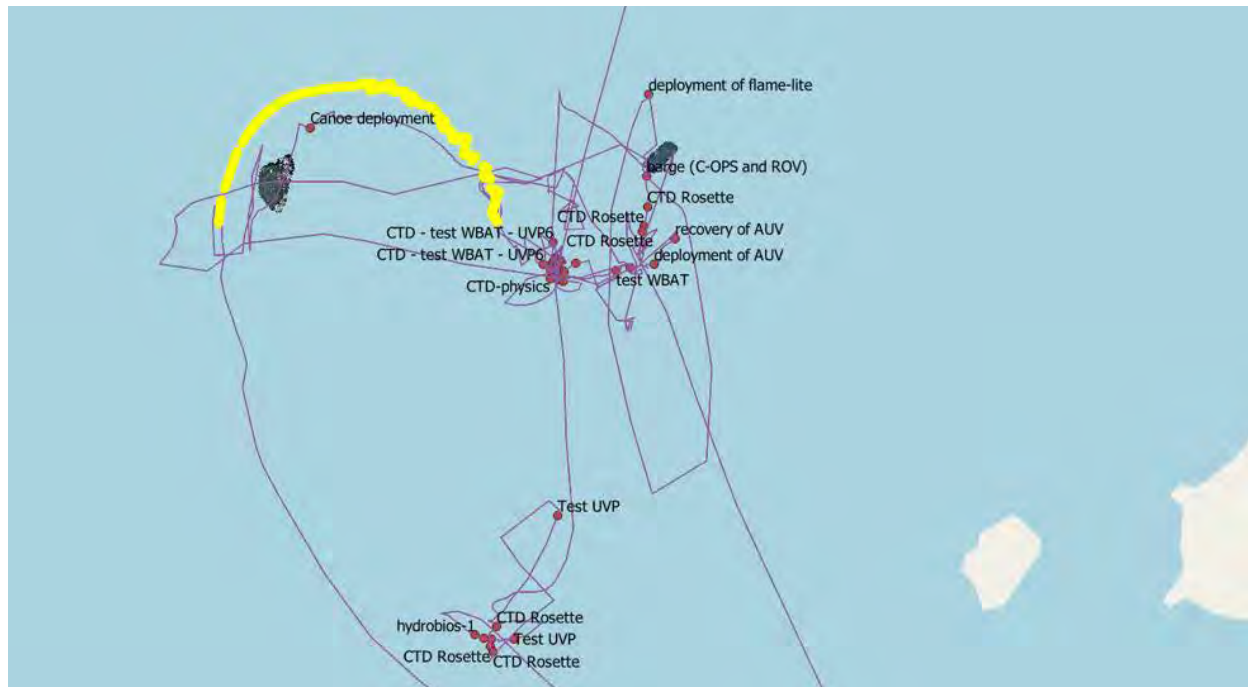 deployment of flame-lite
Canoe deployment
barge (C-OPS and ROV)
CTD Rosette
CTD Rosette
CTD - test WBAT - UVP6
recovery of AUV
CTD Rosette
CTD - test WBAT - UVP6
deployment of AUV
test WBAT
CTD-physics
Test UVP
CTD Rosette
hydrobios-1
Test UVP
CTD Rosette
CTD Rosette